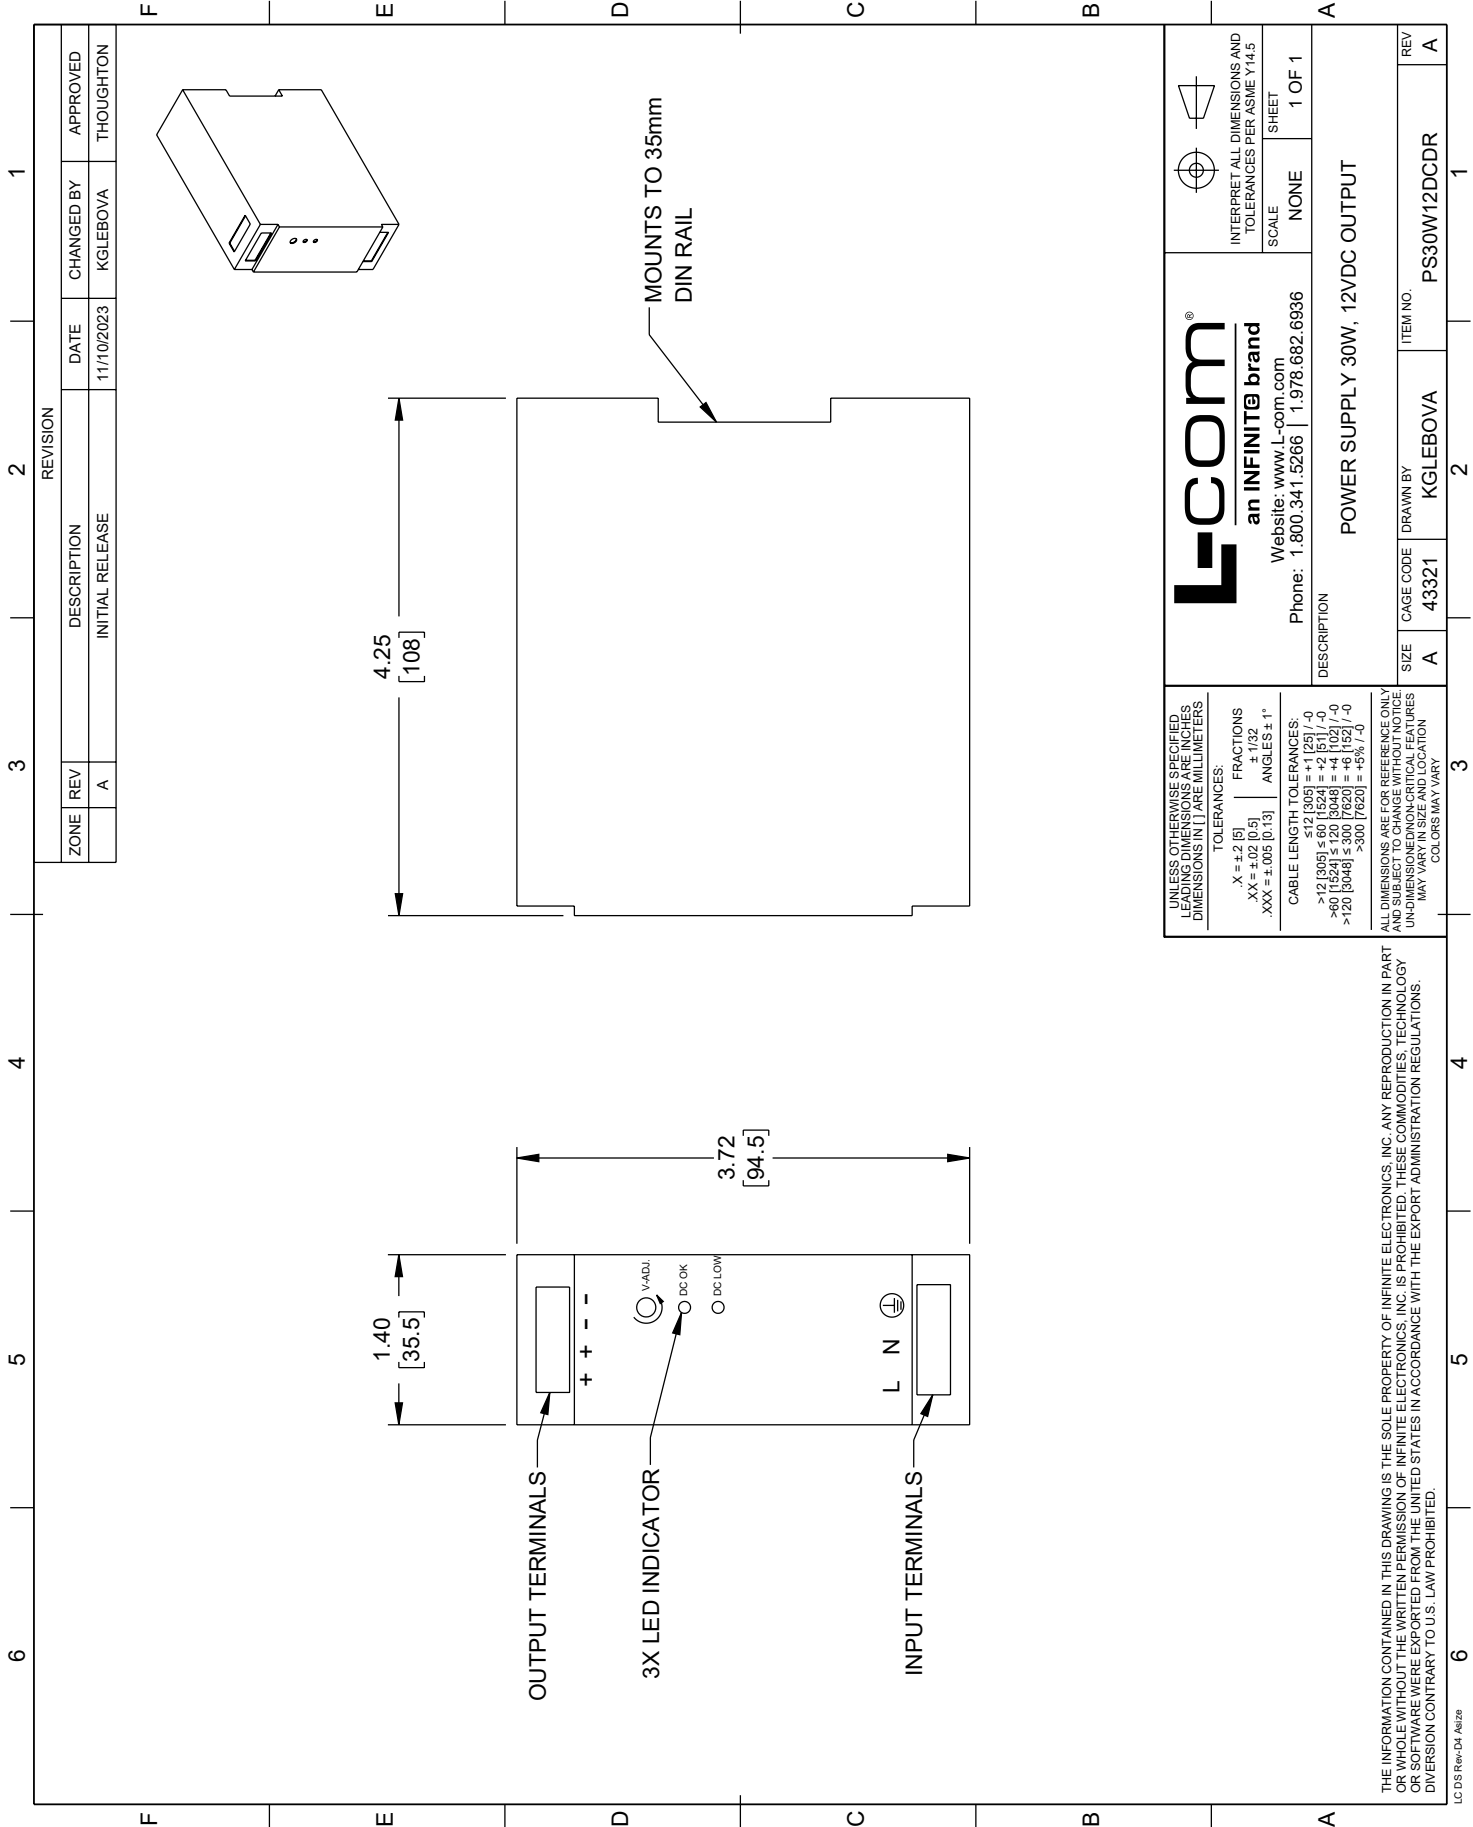 6 5 4 3 2 1
F
E
D
C
B
A
REVISION
ZONE REV DESCRIPTION DATE CHANGED BY APPROVED
A INITIAL RELEASE 11/10/2023 KGLEBOVA THOUGHTON
1.40
[35.5]
4.25
[108]
OUTPUT TERMINALS
+ + - -
V-ADJ.
DC OK
DC LOW
3X LED INDICATOR
L N
INPUT TERMINALS
3.72
[94.5]
MOUNTS TO 35mm
DIN RAIL
UNLESS OTHERWISE SPECIFIED
LEADING DIMENSIONS ARE INCHES
DIMENSIONS IN [ ] ARE MILLIMETERS
TOLERANCES:
.X = ±.2 [5]
.XX = ±.02 [0.5]
.XXX = ±.005 [0.13]
FRACTIONS
± 1/32
ANGLES ± 1°
CABLE LENGTH TOLERANCES:
≤12 [305] = +1 [25] / -0
>12 [305] ≤ 60 [1524] = +2 [51] / -0
>60 [1524] ≤ 120 [3048] = +4 [102] / -0
>120 [3048] ≤ 300 [7620] = +6 [152] / -0
>300 [7620] = +5% / -0
ALL DIMENSIONS ARE FOR REFERENCE ONLY
AND SUBJECT TO CHANGE WITHOUT NOTICE.
UN-DIMENSIONED/NON-CRITICAL FEATURES
MAY VARY IN SIZE AND LOCATION
COLORS MAY VARY
L-com®
an INFINITe brand
Website: www.L-com.com
Phone: 1.800.341.5266 | 1.978.682.6936
INTERPRET ALL DIMENSIONS AND
TOLERANCES PER ASME Y14.5
SCALE
NONE
SHEET
1 OF 1
DESCRIPTION
POWER SUPPLY 30W, 12VDC OUTPUT
SIZE
A
CAGE CODE
43321
DRAWN BY
KGLEBOVA
ITEM NO.
PS30W12DCDR
REV
A
THE INFORMATION CONTAINED IN THIS DRAWING IS THE SOLE PROPERTY OF INFINITE ELECTRONICS, INC. ANY REPRODUCTION IN PART
OR WHOLE WITHOUT THE WRITTEN PERMISSION OF INFINITE ELECTRONICS, INC. IS PROHIBITED. THESE COMMODITIES, TECHNOLOGY
OR SOFTWARE WERE EXPORTED FROM THE UNITED STATES IN ACCORDANCE WITH THE EXPORT ADMINISTRATION REGULATIONS.
DIVERSION CONTRARY TO U.S. LAW PROHIBITED.
F
E
D
C
B
A
6 5 4 3 2 1
LC DS Rev-D4 Asize